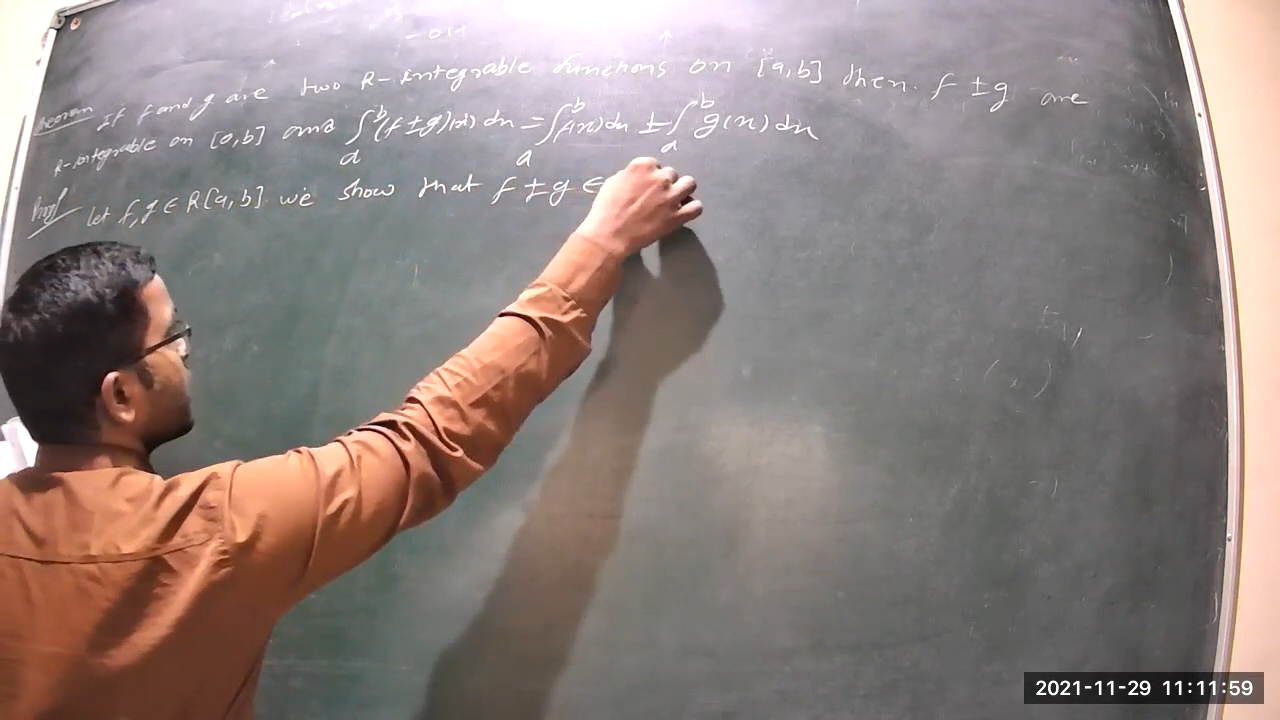 Theorem If f and g are two R-integrable functions on [a,b] then f ±g are
R-integrable on [a,b] and ∫_a^b (f ±g)(x) dx = ∫_a^b f(x) dx ± ∫_a^b g(x) dx
Proof let f,g ∈ R[a,b] we show that f ±g ∈
2021-11-29 11:11:59